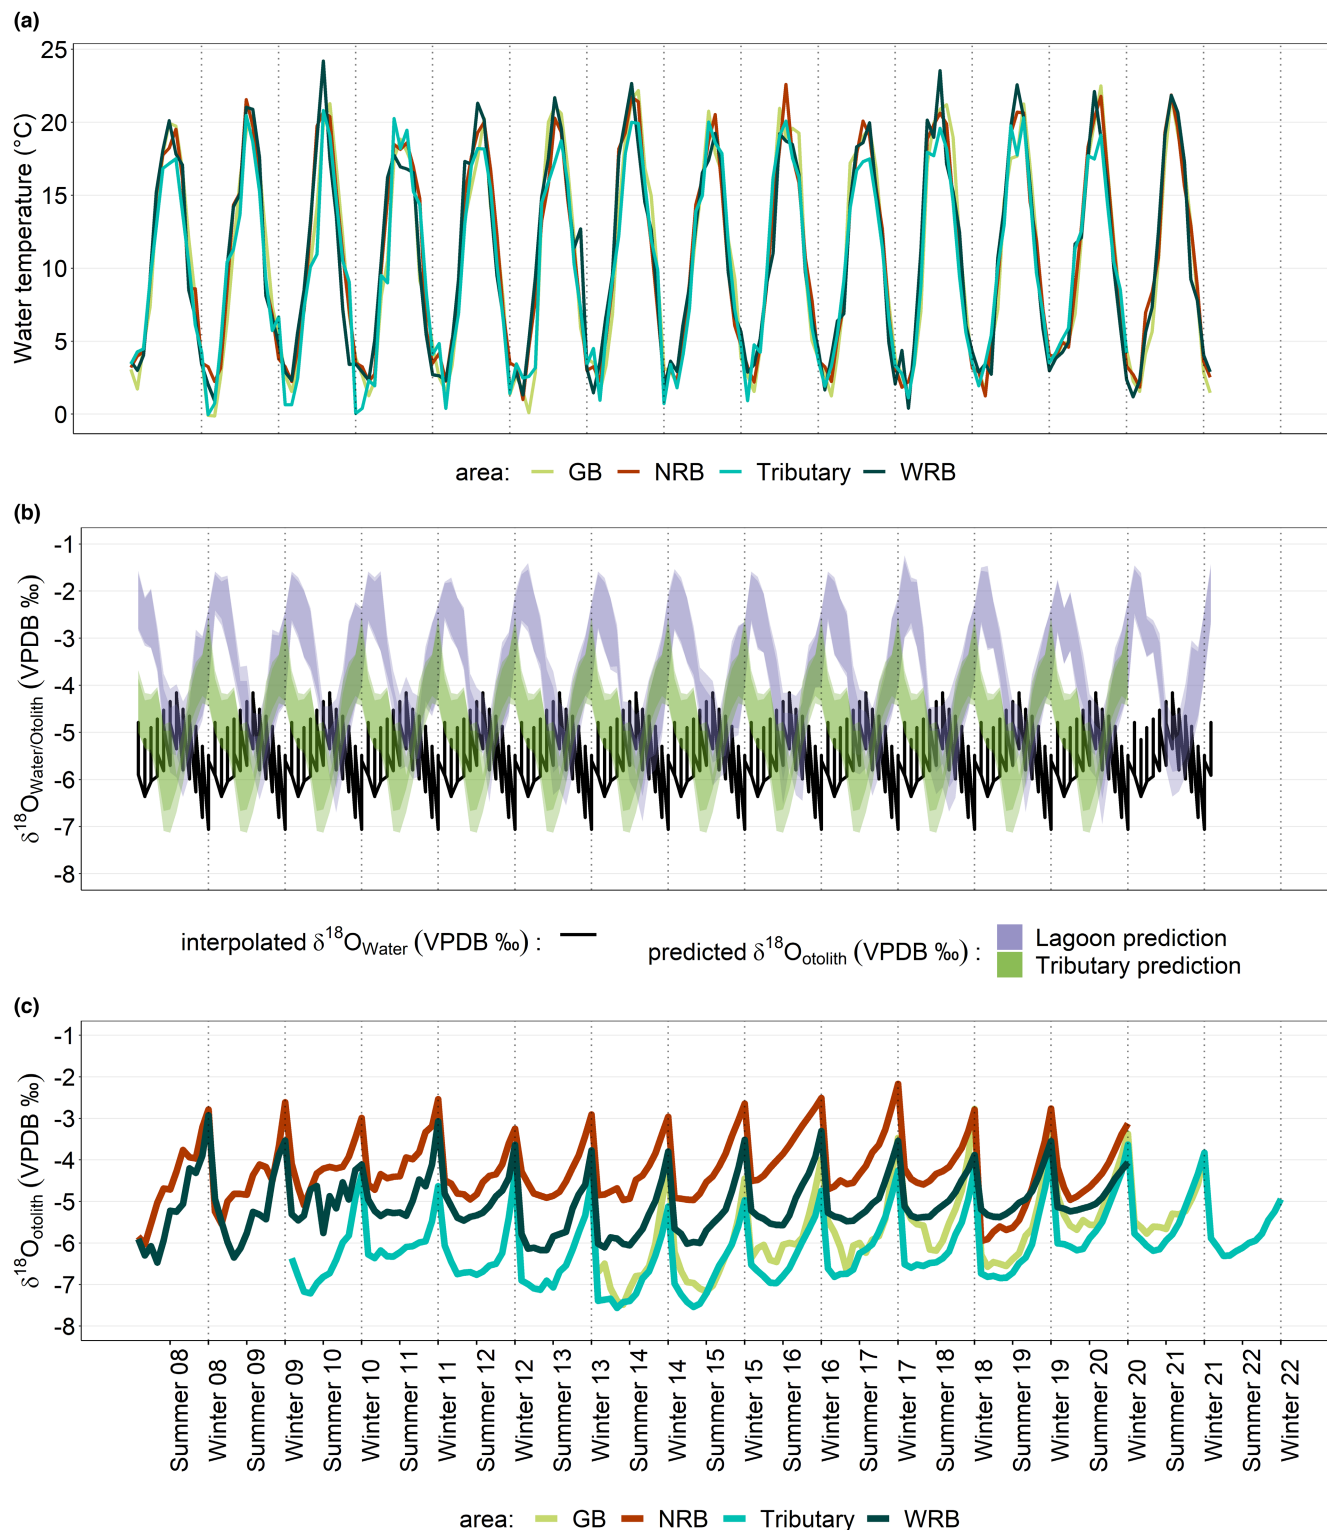 (a)
Water temperature (°C)
25
20
15
10
5
0
area: GB NRB Tributary WRB
(b)
δ18OWater/Otolith (VPDB ‰)
-1
-2
-3
-4
-5
-6
-7
-8
interpolated δ18OWater (VPDB ‰) :
predicted δ18Ootolith (VPDB ‰) :
Lagoon prediction
Tributary prediction
(c)
δ18OOtolith (VPDB ‰)
-1
-2
-3
-4
-5
-6
-7
-8
Summer 08
Winter 08
Summer 09
Winter 09
Summer 10
Winter 10
Summer 11
Winter 11
Summer 12
Winter 12
Summer 13
Winter 13
Summer 14
Winter 14
Summer 15
Winter 15
Summer 16
Winter 16
Summer 17
Winter 17
Summer 18
Winter 18
Summer 19
Winter 19
Summer 20
Winter 20
Summer 21
Winter 21
Summer 22
Winter 22
area: GB NRB Tributary WRB